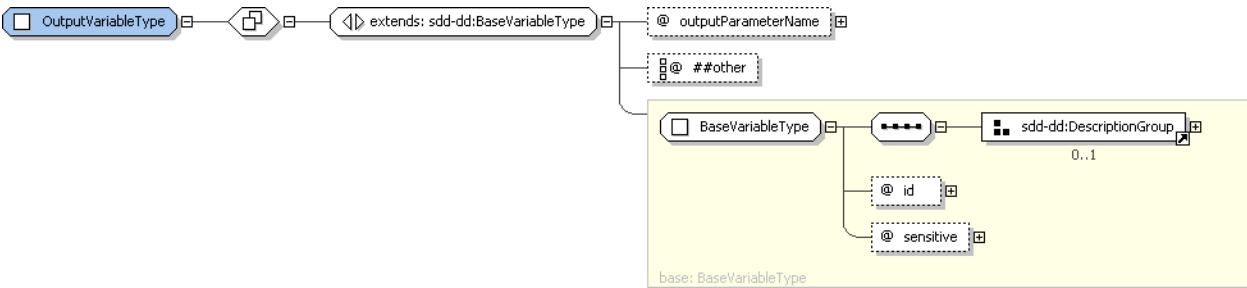 OutputVariableType
extends: sdd-dd:BaseVariableType
@ outputParameterName
@ ##other
BaseVariableType
sdd-dd:DescriptionGroup
0..1
@ id
@ sensitive
base: BaseVariableType